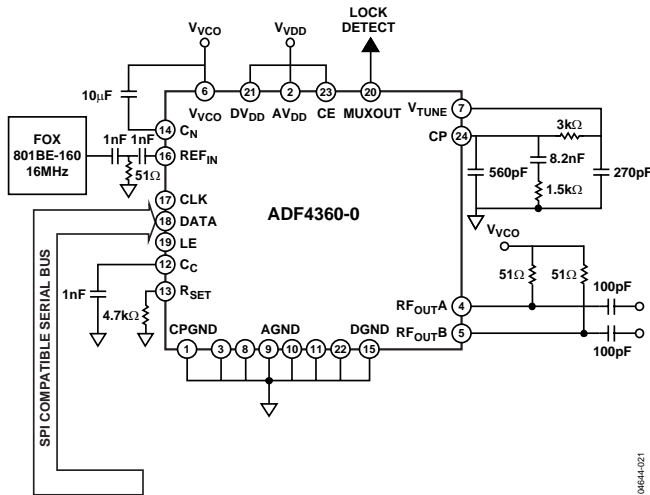 LOCK
DETECT
VVCO
VVDD
10µF
6
21
2
23
20
VVCO
DVDD
AVDD
CE
MUXOUT
VTUNE
7
14
CN
CP
24
3kΩ
FOX
801BE-160
16MHz
1nF
1nF
16
REFIN
51Ω
560pF
8.2nF
270pF
1.5kΩ
17
CLK
18
DATA
19
LE
ADF4360-0
12
CC
13
RSET
1nF
4.7kΩ
VVCO
51Ω
51Ω
100pF
RFOUTA
4
RFOUTB
5
100pF
CPGND
AGND
DGND
1
3
8
9
10
11
22
15
SPI COMPATIBLE SERIAL BUS
04644-021